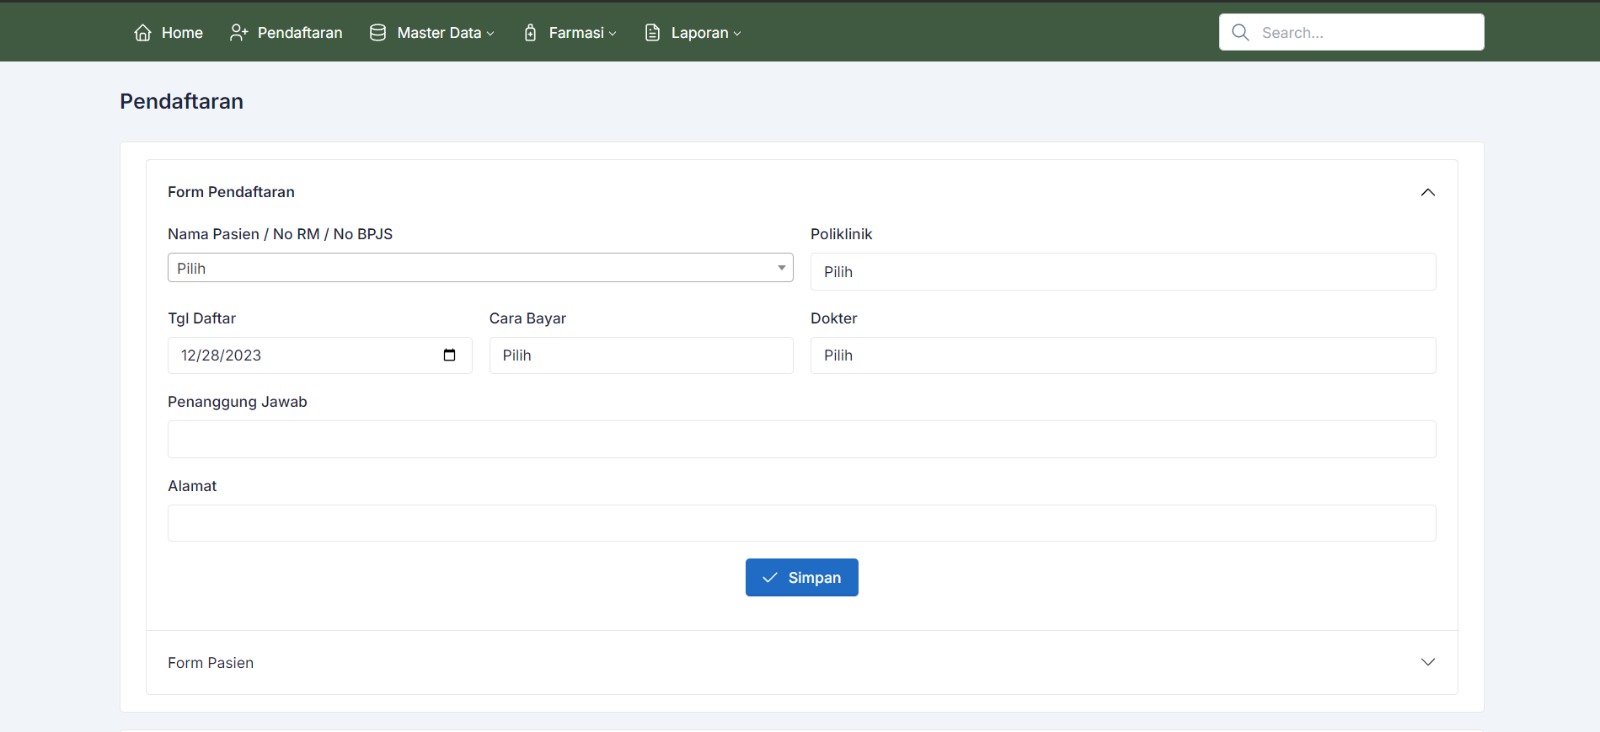 Home Pendaftaran Master Data Farmasi Laporan Search...
Pendaftaran
Form Pendaftaran
Nama Pasien / No RM / No BPJS Poliklinik
Pilih Pilih
Tgl Daftar Cara Bayar Dokter
12/28/2023 Pilih Pilih
Penanggung Jawab
Alamat
Simpan
Form Pasien